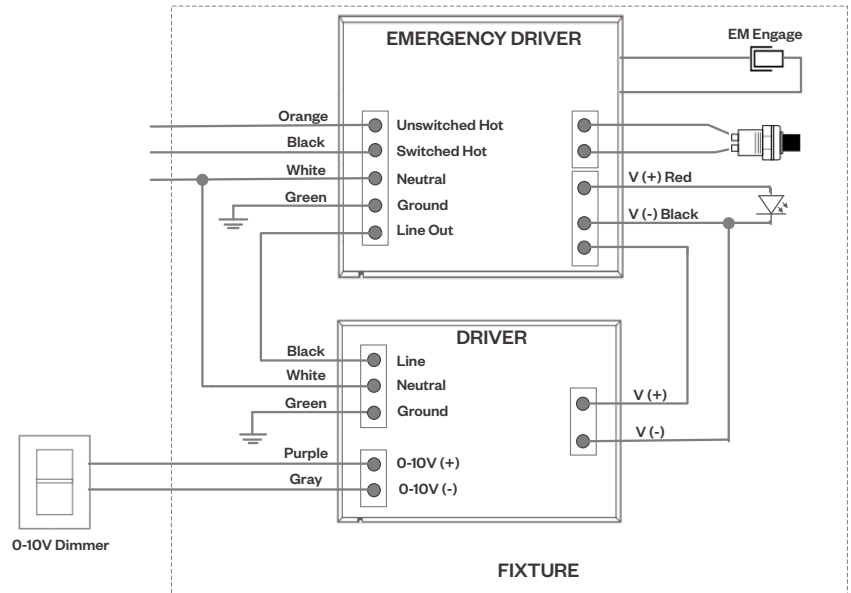 EMERGENCY DRIVER
EM Engage
Orange
Unswitched Hot
Black
Switched Hot
White
Neutral
V (+) Red
Green
Ground
V (-) Black
Line Out
DRIVER
Black
Line
White
Neutral
V (+)
Green
Ground
V (-)
Purple
0-10V (+)
Gray
0-10V (-)
0-10V Dimmer
FIXTURE